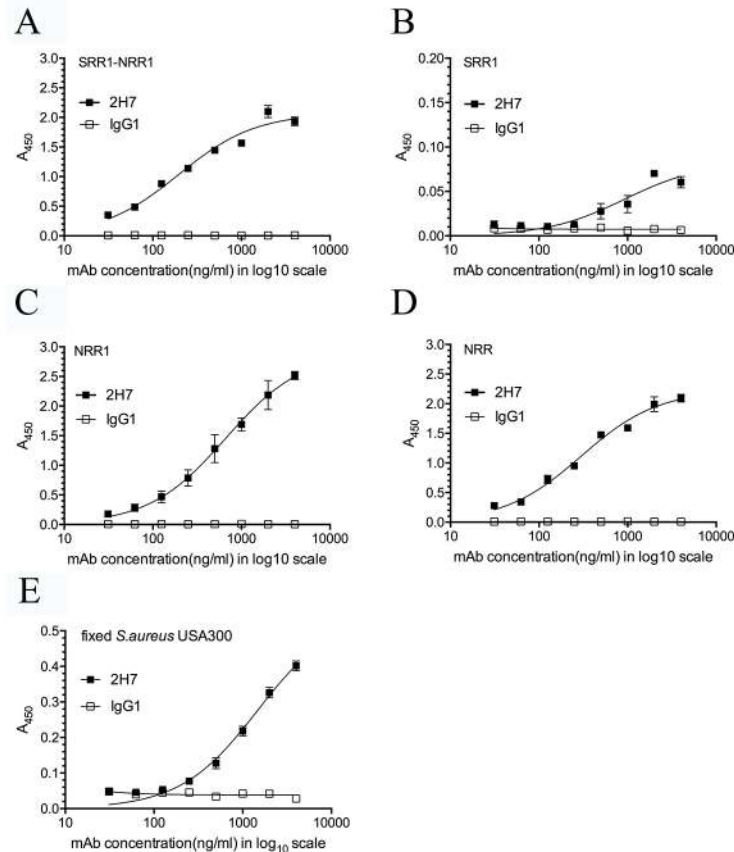 A
SRR1-NRR1
2H7
IgG1
A450
3.0
2.5
2.0
1.5
1.0
0.5
0.0
10 100 1000 10000
mAb concentration(ng/ml) in log10 scale
B
SRR1
2H7
IgG1
A450
0.20
0.15
0.10
0.05
0.00
10 100 1000 10000
mAb concentration(ng/ml) in log10 scale
C
NRR1
2H7
IgG1
A450
3.0
2.5
2.0
1.5
1.0
0.5
0.0
10 100 1000 10000
mAb concentration(ng/ml) in log10 scale
D
NRR
2H7
IgG1
A450
3.0
2.5
2.0
1.5
1.0
0.5
0.0
10 100 1000 10000
mAb concentration(ng/ml) in log10 scale
E
fixed S.aureus USA300
2H7
IgG1
A450
0.5
0.4
0.3
0.2
0.1
0.0
10 100 1000 10000
mAb concentration(ng/ml) in log10 scale